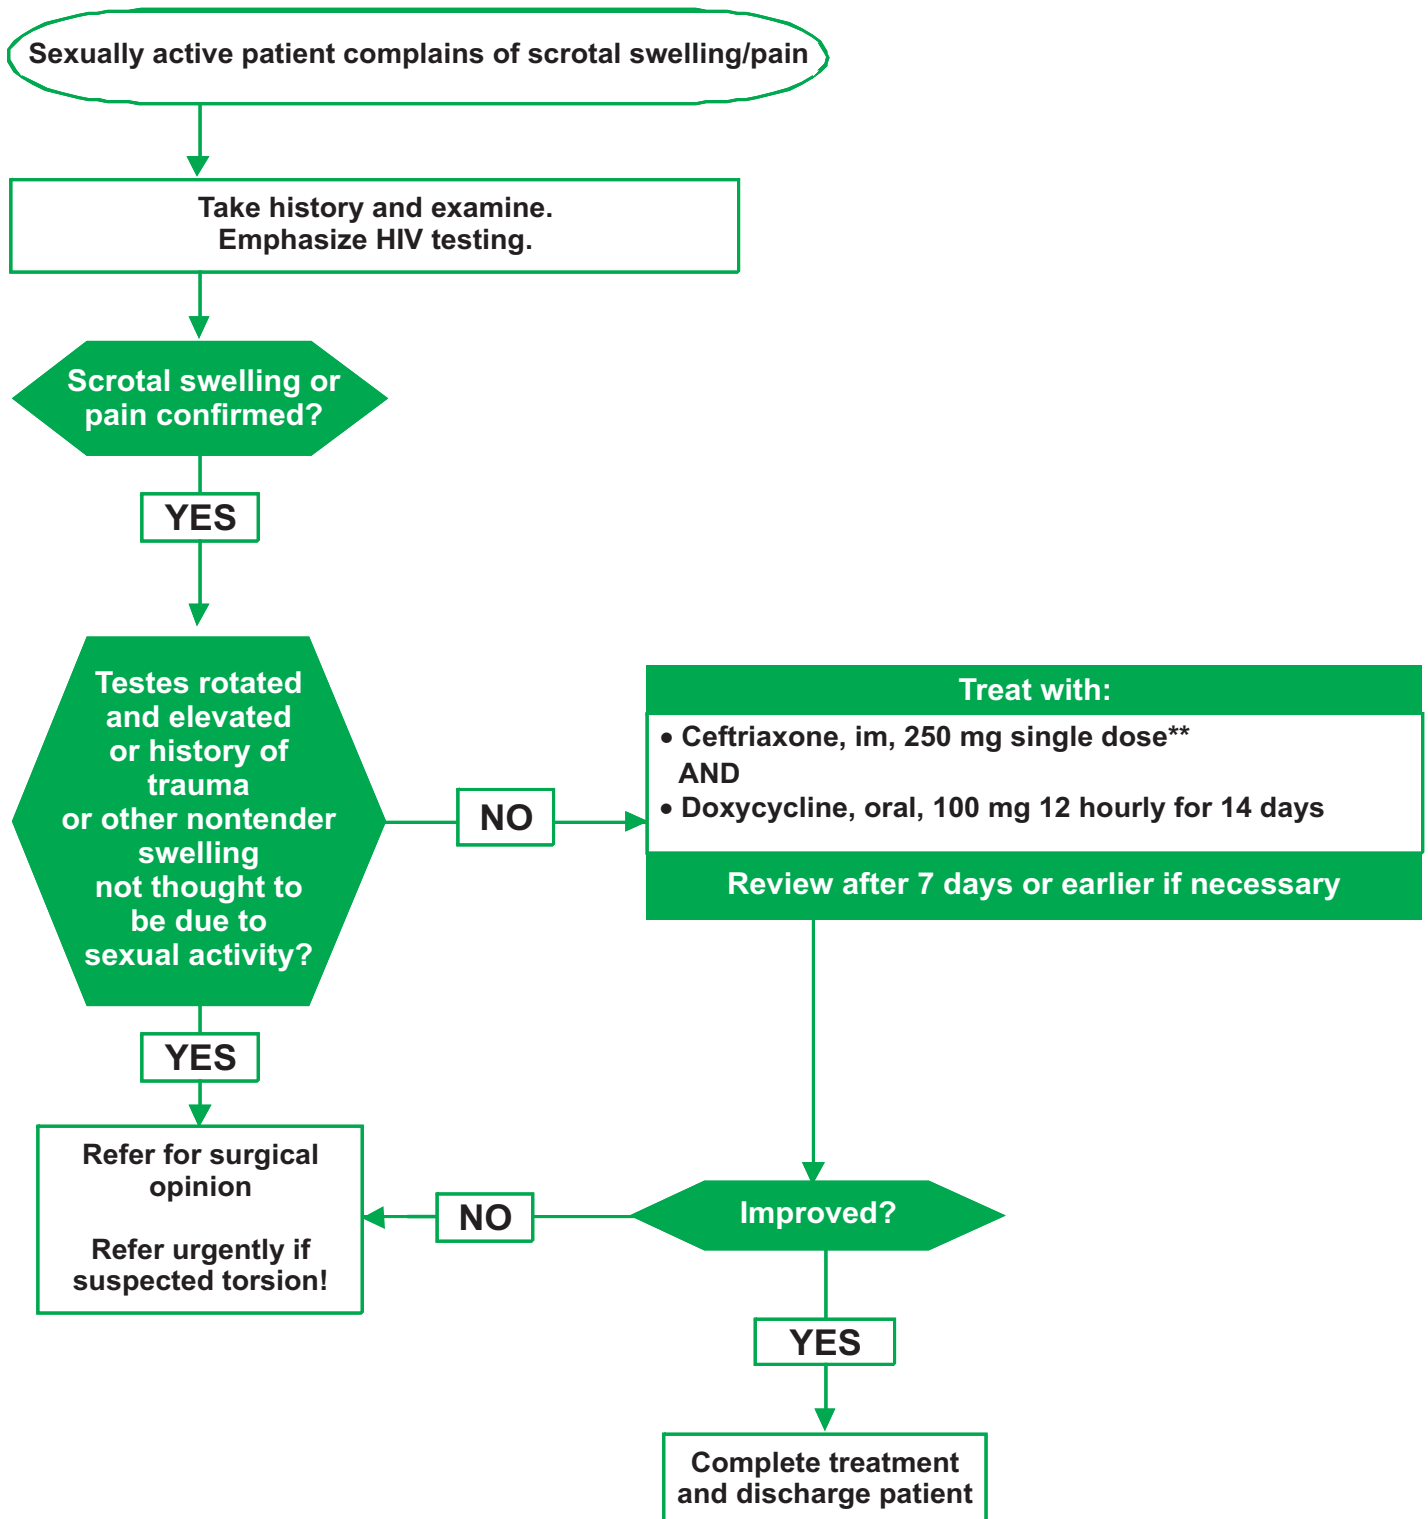 Sexually active patient complains of scrotal swelling/pain
Take history and examine.
Emphasize HIV testing.
Scrotal swelling or
pain confirmed?
YES
Testes rotated
and elevated
or history of
trauma
or other nontender
swelling
not thought to
be due to
sexual activity?
NO
Treat with:
• Ceftriaxone, im, 250 mg single dose**
AND
• Doxycycline, oral, 100 mg 12 hourly for 14 days
Review after 7 days or earlier if necessary
YES
Refer for surgical
opinion
Refer urgently if
suspected torsion!
NO
Improved?
YES
Complete treatment
and discharge patient